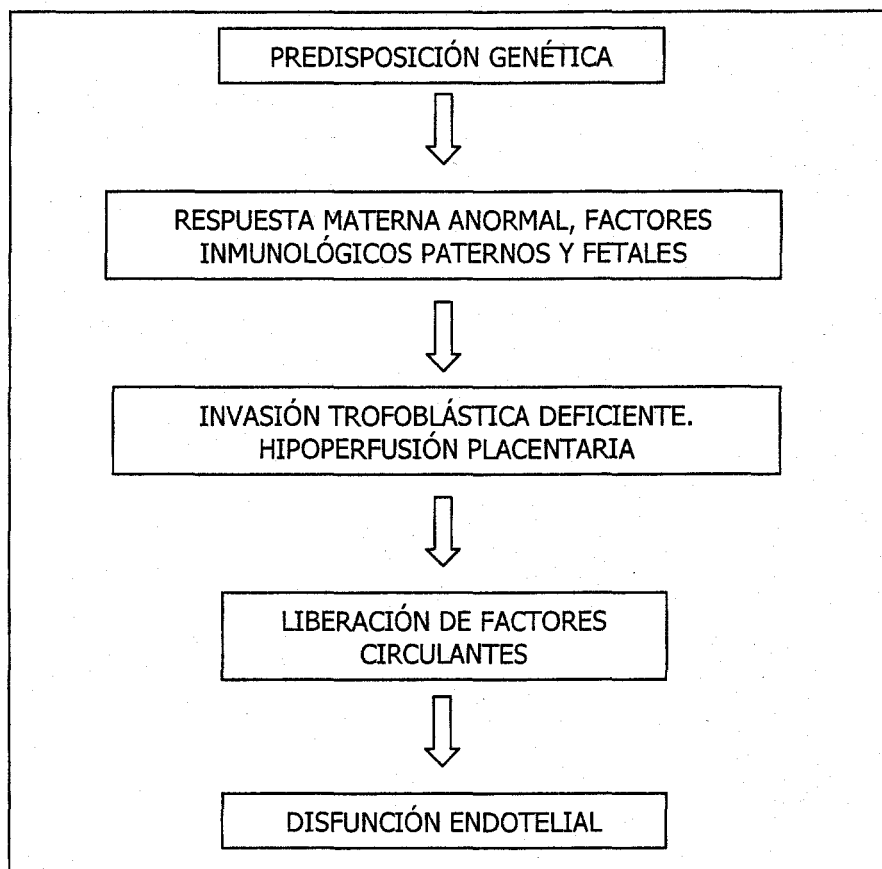 PREDISPOSICIÓN GENÉTICA
RESPUESTA MATERNA ANORMAL, FACTORES
INMUNOLÓGICOS PATERNOS Y FETALES
INVASIÓN TROFOBLÁSTICA DEFICIENTE.
HIPOPERFUSIÓN PLACENTARIA
LIBERACIÓN DE FACTORES
CIRCULANTES
DISFUNCIÓN ENDOTELIAL